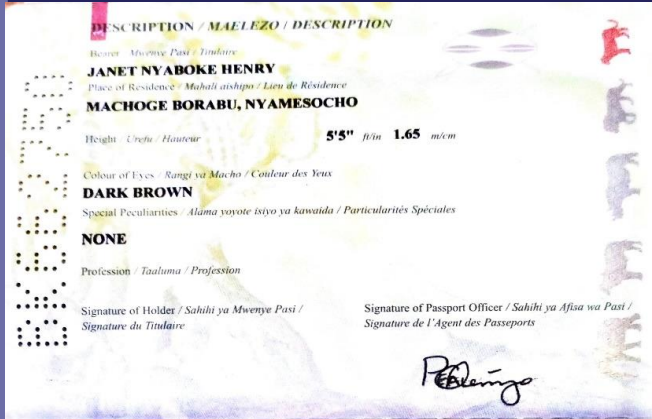 DESCRIPTION / MAELEZO / DESCRIPTION
Bearer / Mwenye Pasi / Titulaire
JANET NYABOKE HENRY
Place of Residence / Mahali aishipo / Lieu de Résidence
MACHOGE BORABU, NYAMESOCHO
Height / Urefu / Hauteur 5'5" ft/in 1.65 m/cm
Colour of Eyes / Rangi ya Macho / Couleur des Yeux
DARK BROWN
Special Peculiarities / Alama yoyote isiyo ya kawaida / Particularités Spéciales
NONE
Profession / Taaluma / Profession
Signature of Holder / Sahihi ya Mwenye Pasi /
Signature du Titulaire
Signature of Passport Officer / Sahihi ya Afisa wa Pasi /
Signature de l'Agent des Passeports